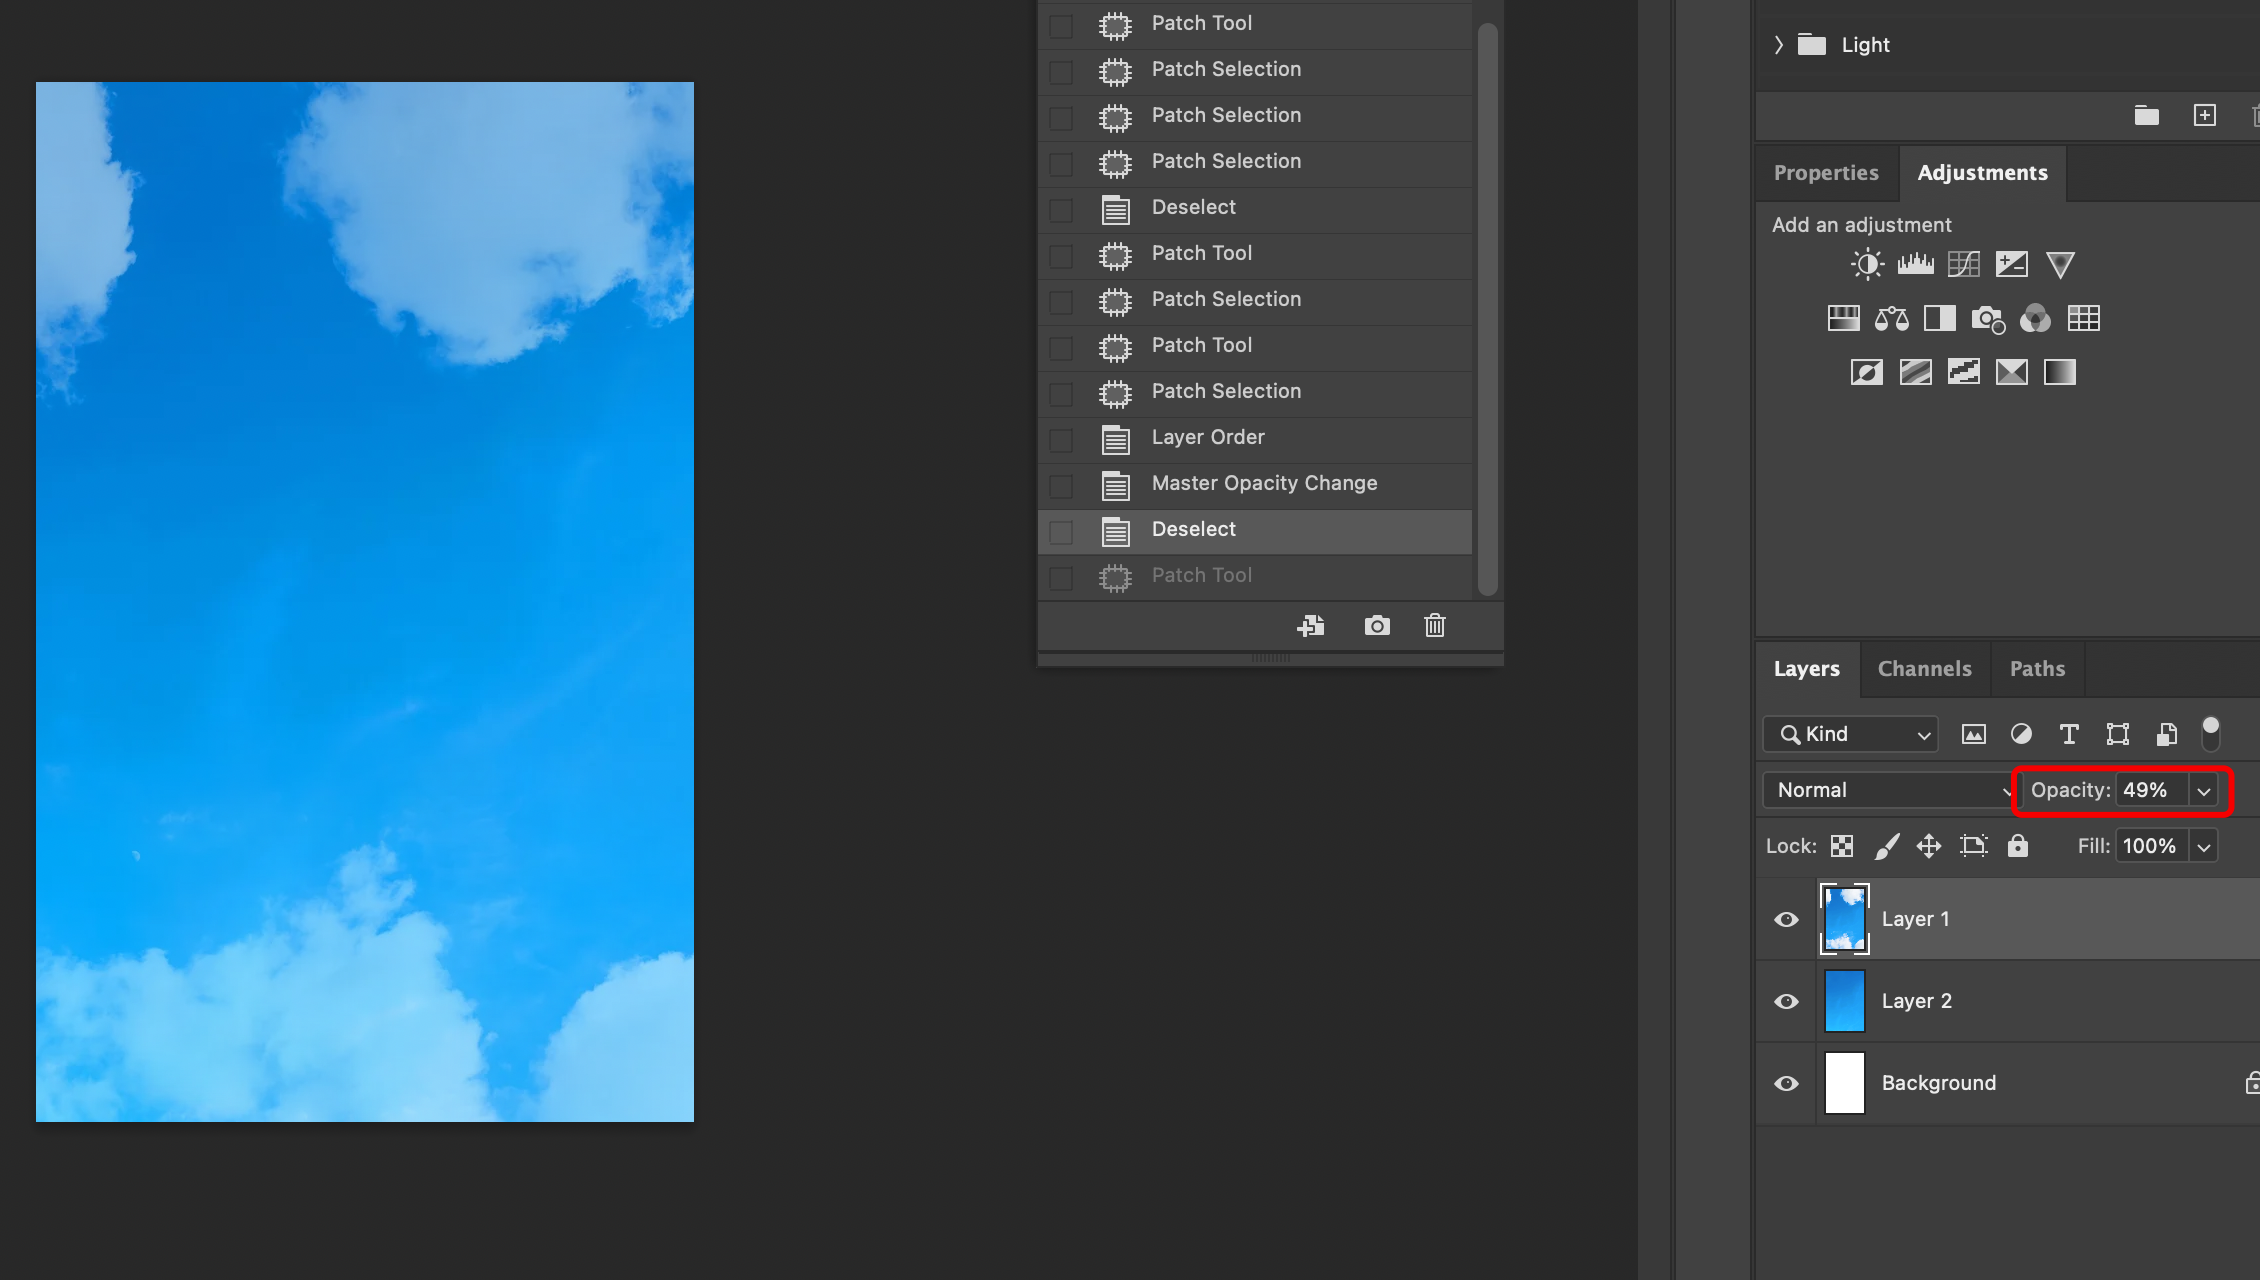 Patch Tool
Patch Selection
Patch Selection
Patch Selection
Deselect
Patch Tool
Patch Selection
Patch Tool
Patch Selection
Layer Order
Master Opacity Change
Deselect
Patch Tool
Light
Properties
Adjustments
Add an adjustment
Layers
Channels
Paths
Kind
Normal
Opacity: 49%
Lock:
Fill: 100%
Layer 1
Layer 2
Background